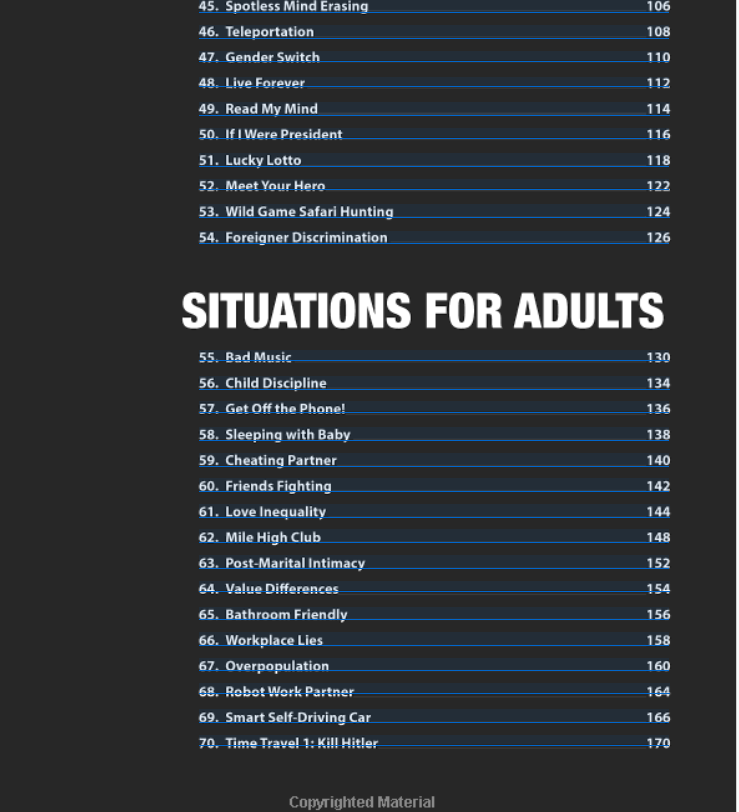 45. Spotless Mind Erasing 106
46. Teleportation 108
47. Gender Switch 110
48. Live Forever 112
49. Read My Mind 114
50. If I Were President 116
51. Lucky Lotto 118
52. Meet Your Hero 122
53. Wild Game Safari Hunting 124
54. Foreigner Discrimination 126
SITUATIONS FOR ADULTS
55. Bad Music 130
56. Child Discipline 134
57. Get Off the Phone! 136
58. Sleeping with Baby 138
59. Cheating Partner 140
60. Friends Fighting 142
61. Love Inequality 144
62. Mile High Club 148
63. Post-Marital Intimacy 152
64. Value Differences 154
65. Bathroom Friendly 156
66. Workplace Lies 158
67. Overpopulation 160
68. Robot Work Partner 164
69. Smart Self-Driving Car 166
70. Time Travel 1: Kill Hitler 170
Copyrighted Material